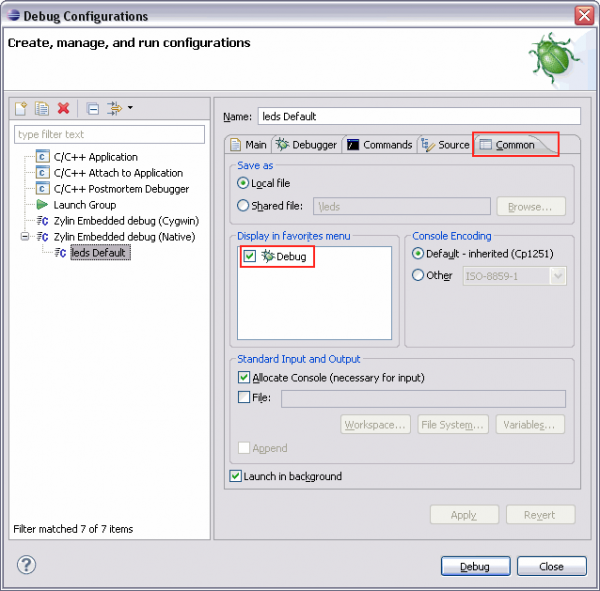 Debug Configurations
Create, manage, and run configurations
type filter text
C/C++ Application
C/C++ Attach to Application
C/C++ Postmortem Debugger
Launch Group
Zylin Embedded debug (Cygwin)
Zylin Embedded debug (Native)
leds Default
Filter matched 7 of 7 items
Name: leds Default
Main Debugger Commands Source Common
Save as
Local file
Shared file: \leds Browse...
Display in favorites menu
Debug
Console Encoding
Default - inherited (Cp1251)
Other ISO-8859-1
Standard Input and Output
Allocate Console (necessary for input)
File:
Workspace... File System... Variables...
Append
Launch in background
Apply Revert
? Debug Close